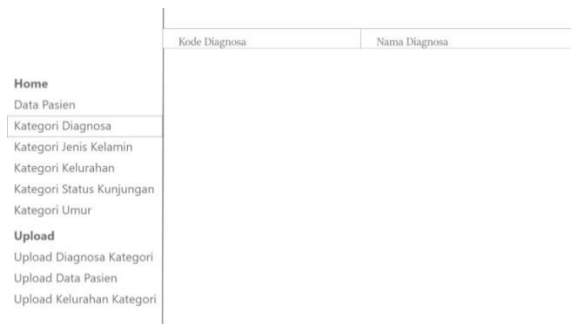 Kode Diagnosa Nama Diagnosa
Home
Data Pasien
Kategori Diagnosa
Kategori Jenis Kelamin
Kategori Kelurahan
Kategori Status Kunjungan
Kategori Umur
Upload
Upload Diagnosa Kategori
Upload Data Pasien
Upload Kelurahan Kategori